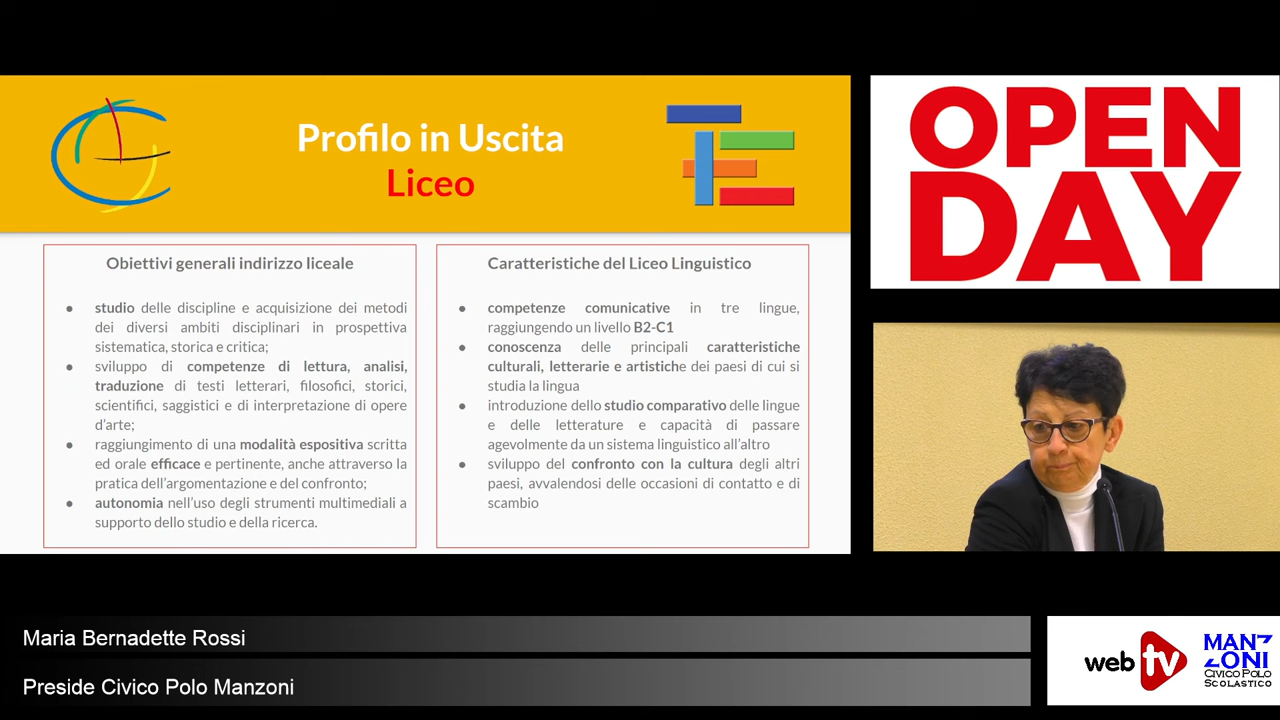 Profilo in Uscita
Liceo
Obiettivi generali indirizzo liceale
● studio delle discipline e acquisizione dei metodi
dei diversi ambiti disciplinari in prospettiva
sistematica, storica e critica;
● sviluppo di competenze di lettura, analisi,
traduzione di testi letterari, filosofici, storici,
scientifici, saggistici e di interpretazione di opere
d'arte;
● raggiungimento di una modalità espositiva scritta
ed orale efficace e pertinente, anche attraverso la
pratica dell'argomentazione e del confronto;
● autonomia nell'uso degli strumenti multimediali a
supporto dello studio e della ricerca.
Caratteristiche del Liceo Linguistico
● competenze comunicative in tre lingue,
raggiungendo un livello B2-C1
● conoscenza delle principali caratteristiche
culturali, letterarie e artistiche dei paesi di cui si
studia la lingua
● introduzione dello studio comparativo delle lingue
e delle letterature e capacità di passare
agevolmente da un sistema linguistico all'altro
● sviluppo del confronto con la cultura degli altri
paesi, avvalendosi delle occasioni di contatto e di
scambio
OPEN
DAY
Maria Bernadette Rossi
Preside Civico Polo Manzoni
web tv
MANZ
ZONI
CIVICO POLO
SCOLASTICO